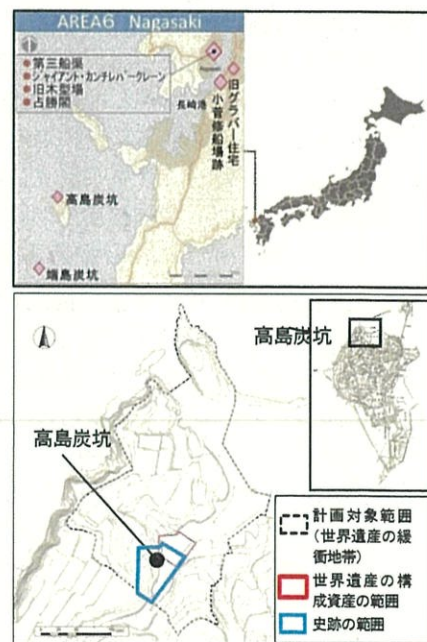 AREA6 Nagasaki
第三船渠
ジャイアント・カンチレバークレーン
旧木型場
占勝閣
長崎港
旧グラバー住宅
小菅修船場跡
高島炭坑
端島炭坑
高島炭坑
高島炭坑
計画対象範囲
(世界遺産の緩
衝地帯)
世界遺産の構
成資産の範囲
史跡の範囲